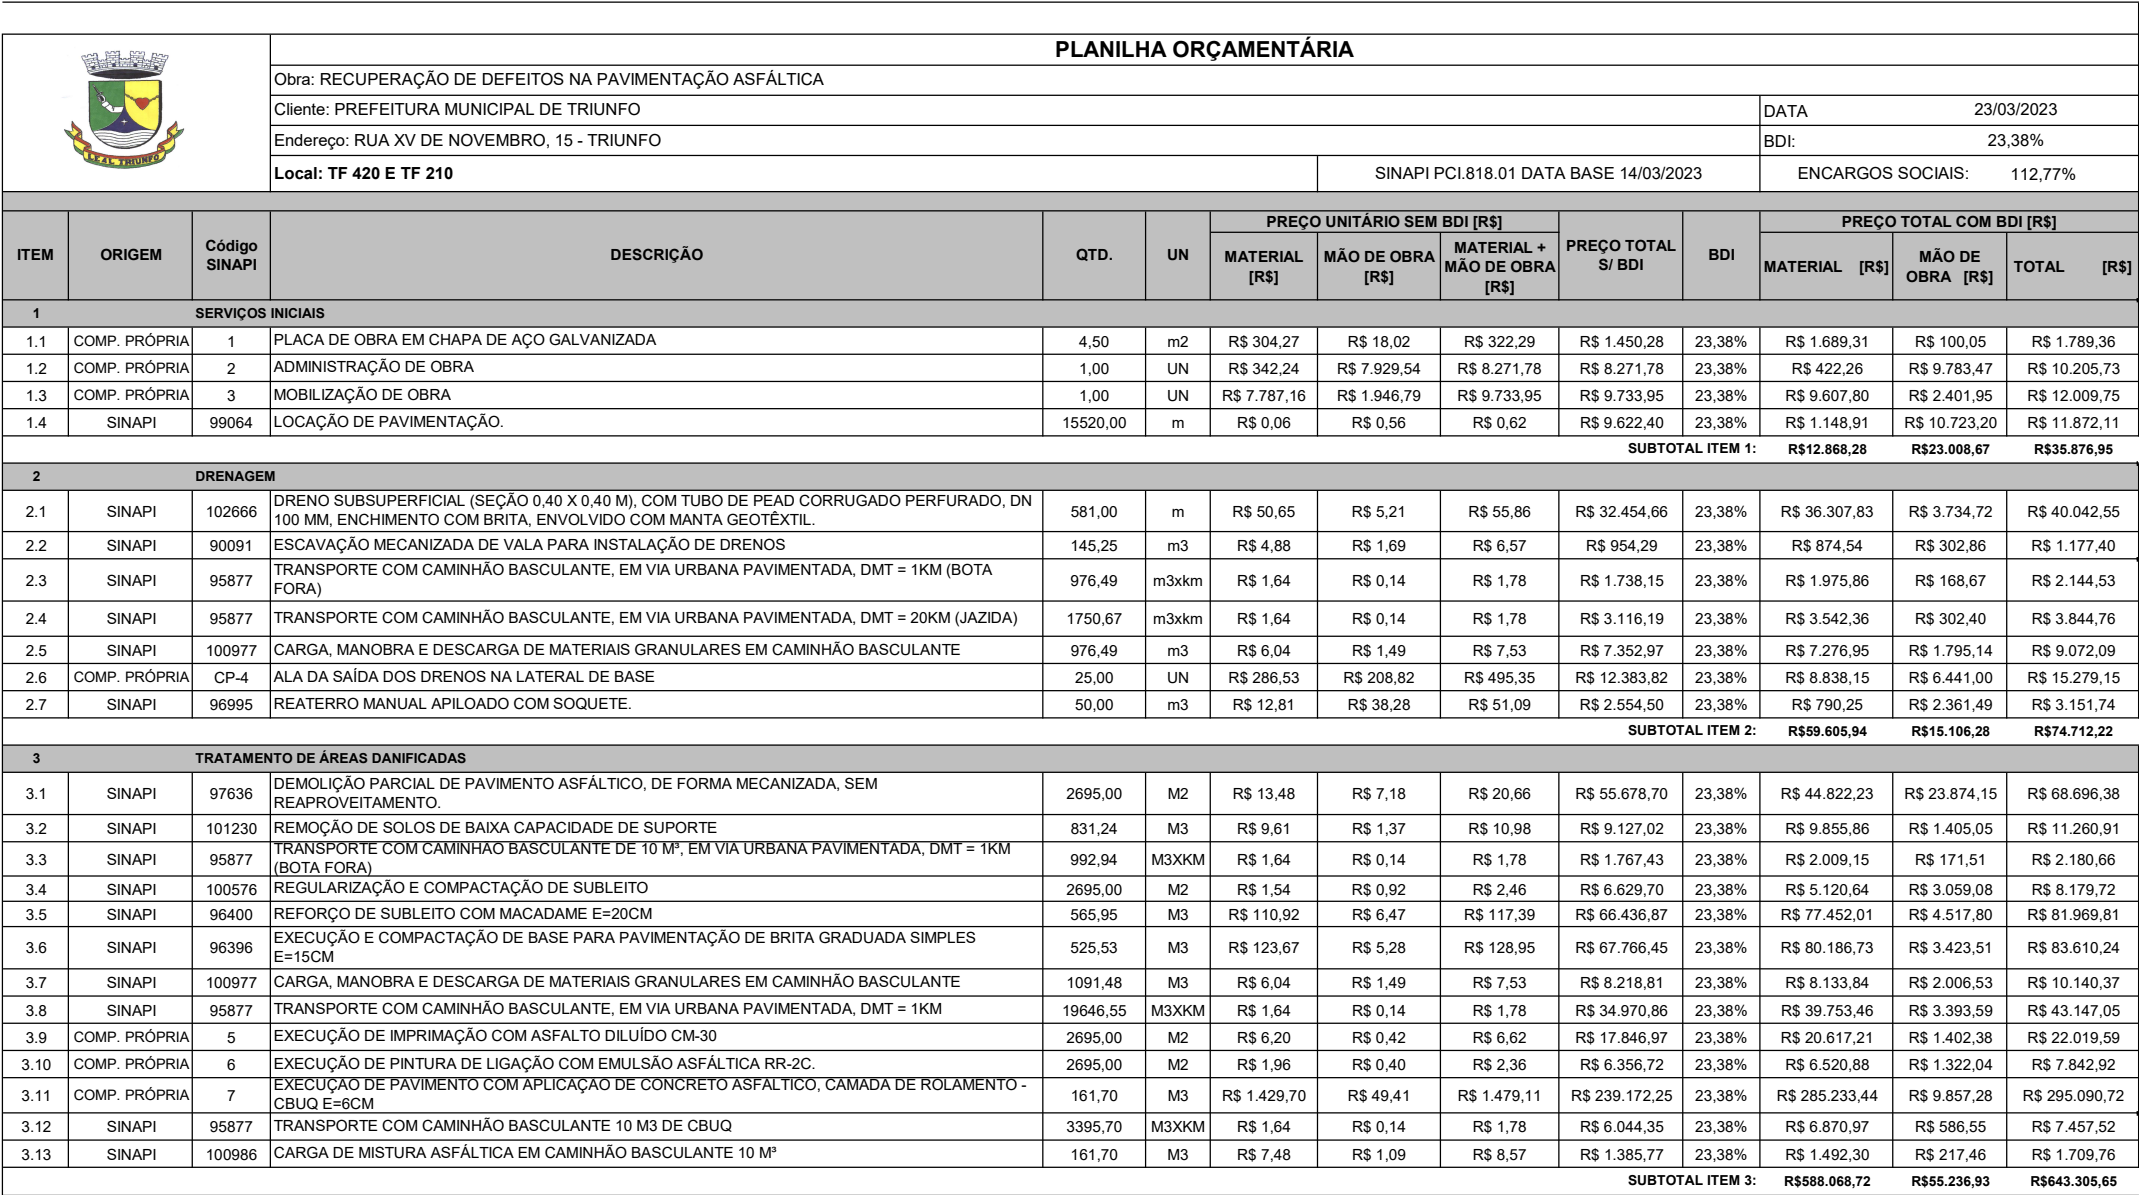 PLANILHA ORÇAMENTÁRIA
Obra: RECUPERAÇÃO DE DEFEITOS NA PAVIMENTAÇÃO ASFÁLTICA
Cliente: PREFEITURA MUNICIPAL DE TRIUNFO
DATA 23/03/2023
Endereço: RUA XV DE NOVEMBRO, 15 - TRIUNFO
BDI: 23,38%
LEAL TRIUNFO
Local: TF 420 E TF 210
SINAPI PCI.818.01 DATA BASE 14/03/2023
ENCARGOS SOCIAIS: 112,77%
ITEM
ORIGEM
Código
SINAPI
DESCRIÇÃO
QTD.
UN
PREÇO UNITÁRIO SEM BDI [R$]
MATERIAL
[R$]
MÃO DE OBRA
[R$]
MATERIAL +
MÃO DE OBRA
[R$]
PREÇO TOTAL
S/ BDI
BDI
PREÇO TOTAL COM BDI [R$]
MATERIAL [R$]
MÃO DE
OBRA [R$]
TOTAL [R$]
1 SERVIÇOS INICIAIS
1.1 COMP. PRÓPRIA 1 PLACA DE OBRA EM CHAPA DE AÇO GALVANIZADA 4,50 m2 R$ 304,27 R$ 18,02 R$ 322,29 R$ 1.450,28 23,38% R$ 1.689,31 R$ 100,05 R$ 1.789,36
1.2 COMP. PRÓPRIA 2 ADMINISTRAÇÃO DE OBRA 1,00 UN R$ 342,24 R$ 7.929,54 R$ 8.271,78 R$ 8.271,78 23,38% R$ 422,26 R$ 9.783,47 R$ 10.205,73
1.3 COMP. PRÓPRIA 3 MOBILIZAÇÃO DE OBRA 1,00 UN R$ 7.787,16 R$ 1.946,79 R$ 9.733,95 R$ 9.733,95 23,38% R$ 9.607,80 R$ 2.401,95 R$ 12.009,75
1.4 SINAPI 99064 LOCAÇÃO DE PAVIMENTAÇÃO. 15520,00 m R$ 0,06 R$ 0,56 R$ 0,62 R$ 9.622,40 23,38% R$ 1.148,91 R$ 10.723,20 R$ 11.872,11
SUBTOTAL ITEM 1: R$12.868,28 R$23.008,67 R$35.876,95
2 DRENAGEM
2.1 SINAPI 102666 DRENO SUBSUPERFICIAL (SEÇÃO 0,40 X 0,40 M), COM TUBO DE PEAD CORRUGADO PERFURADO, DN
100 MM, ENCHIMENTO COM BRITA, ENVOLVIDO COM MANTA GEOTÊXTIL. 581,00 m R$ 50,65 R$ 5,21 R$ 55,86 R$ 32.454,66 23,38% R$ 36.307,83 R$ 3.734,72 R$ 40.042,55
2.2 SINAPI 90091 ESCAVAÇÃO MECANIZADA DE VALA PARA INSTALAÇÃO DE DRENOS 145,25 m3 R$ 4,88 R$ 1,69 R$ 6,57 R$ 954,29 23,38% R$ 874,54 R$ 302,86 R$ 1.177,40
2.3 SINAPI 95877 TRANSPORTE COM CAMINHÃO BASCULANTE, EM VIA URBANA PAVIMENTADA, DMT = 1KM (BOTA
FORA) 976,49 m3xkm R$ 1,64 R$ 0,14 R$ 1,78 R$ 1.738,15 23,38% R$ 1.975,86 R$ 168,67 R$ 2.144,53
2.4 SINAPI 95877 TRANSPORTE COM CAMINHÃO BASCULANTE, EM VIA URBANA PAVIMENTADA, DMT = 20KM (JAZIDA) 1750,67 m3xkm R$ 1,64 R$ 0,14 R$ 1,78 R$ 3.116,19 23,38% R$ 3.542,36 R$ 302,40 R$ 3.844,76
2.5 SINAPI 100977 CARGA, MANOBRA E DESCARGA DE MATERIAIS GRANULARES EM CAMINHÃO BASCULANTE 976,49 m3 R$ 6,04 R$ 1,49 R$ 7,53 R$ 7.352,97 23,38% R$ 7.276,95 R$ 1.795,14 R$ 9.072,09
2.6 COMP. PRÓPRIA CP-4 ALA DA SAÍDA DOS DRENOS NA LATERAL DE BASE 25,00 UN R$ 286,53 R$ 208,82 R$ 495,35 R$ 12.383,82 23,38% R$ 8.838,15 R$ 6.441,00 R$ 15.279,15
2.7 SINAPI 96995 REATERRO MANUAL APILOADO COM SOQUETE. 50,00 m3 R$ 12,81 R$ 38,28 R$ 51,09 R$ 2.554,50 23,38% R$ 790,25 R$ 2.361,49 R$ 3.151,74
SUBTOTAL ITEM 2: R$59.605,94 R$15.106,28 R$74.712,22
3 TRATAMENTO DE ÁREAS DANIFICADAS
3.1 SINAPI 97636 DEMOLIÇÃO PARCIAL DE PAVIMENTO ASFÁLTICO, DE FORMA MECANIZADA, SEM
REAPROVEITAMENTO. 2695,00 M2 R$ 13,48 R$ 7,18 R$ 20,66 R$ 55.678,70 23,38% R$ 44.822,23 R$ 23.874,15 R$ 68.696,38
3.2 SINAPI 101230 REMOÇÃO DE SOLOS DE BAIXA CAPACIDADE DE SUPORTE 831,24 M3 R$ 9,61 R$ 1,37 R$ 10,98 R$ 9.127,02 23,38% R$ 9.855,86 R$ 1.405,05 R$ 11.260,91
3.3 SINAPI 95877 TRANSPORTE COM CAMINHÃO BASCULANTE DE 10 M³, EM VIA URBANA PAVIMENTADA, DMT = 1KM
(BOTA FORA) 992,94 M3XKM R$ 1,64 R$ 0,14 R$ 1,78 R$ 1.767,43 23,38% R$ 2.009,15 R$ 171,51 R$ 2.180,66
3.4 SINAPI 100576 REGULARIZAÇÃO E COMPACTAÇÃO DE SUBLEITO 2695,00 M2 R$ 1,54 R$ 0,92 R$ 2,46 R$ 6.629,70 23,38% R$ 5.120,64 R$ 3.059,08 R$ 8.179,72
3.5 SINAPI 96400 REFORÇO DE SUBLEITO COM MACADAME E=20CM 565,95 M3 R$ 110,92 R$ 6,47 R$ 117,39 R$ 66.436,87 23,38% R$ 77.452,01 R$ 4.517,80 R$ 81.969,81
3.6 SINAPI 96396 EXECUÇÃO E COMPACTAÇÃO DE BASE PARA PAVIMENTAÇÃO DE BRITA GRADUADA SIMPLES
E=15CM 525,53 M3 R$ 123,67 R$ 5,28 R$ 128,95 R$ 67.766,45 23,38% R$ 80.186,73 R$ 3.423,51 R$ 83.610,24
3.7 SINAPI 100977 CARGA, MANOBRA E DESCARGA DE MATERIAIS GRANULARES EM CAMINHÃO BASCULANTE 1091,48 M3 R$ 6,04 R$ 1,49 R$ 7,53 R$ 8.218,81 23,38% R$ 8.133,84 R$ 2.006,53 R$ 10.140,37
3.8 SINAPI 95877 TRANSPORTE COM CAMINHÃO BASCULANTE, EM VIA URBANA PAVIMENTADA, DMT = 1KM 19646,55 M3XKM R$ 1,64 R$ 0,14 R$ 1,78 R$ 34.970,86 23,38% R$ 39.753,46 R$ 3.393,59 R$ 43.147,05
3.9 COMP. PRÓPRIA 5 EXECUÇÃO DE IMPRIMAÇÃO COM ASFALTO DILUÍDO CM-30 2695,00 M2 R$ 6,20 R$ 0,42 R$ 6,62 R$ 17.846,97 23,38% R$ 20.617,21 R$ 1.402,38 R$ 22.019,59
3.10 COMP. PRÓPRIA 6 EXECUÇÃO DE PINTURA DE LIGAÇÃO COM EMULSÃO ASFÁLTICA RR-2C. 2695,00 M2 R$ 1,96 R$ 0,40 R$ 2,36 R$ 6.356,72 23,38% R$ 6.520,88 R$ 1.322,04 R$ 7.842,92
3.11 COMP. PRÓPRIA 7 EXECUÇÃO DE PAVIMENTO COM APLICAÇÃO DE CONCRETO ASFÁLTICO, CAMADA DE ROLAMENTO -
CBUQ E=6CM 161,70 M3 R$ 1.429,70 R$ 49,41 R$ 1.479,11 R$ 239.172,25 23,38% R$ 285.233,44 R$ 9.857,28 R$ 295.090,72
3.12 SINAPI 95877 TRANSPORTE COM CAMINHÃO BASCULANTE 10 M3 DE CBUQ 3395,70 M3XKM R$ 1,64 R$ 0,14 R$ 1,78 R$ 6.044,35 23,38% R$ 6.870,97 R$ 586,55 R$ 7.457,52
3.13 SINAPI 100986 CARGA DE MISTURA ASFÁLTICA EM CAMINHÃO BASCULANTE 10 M³ 161,70 M3 R$ 7,48 R$ 1,09 R$ 8,57 R$ 1.385,77 23,38% R$ 1.492,30 R$ 217,46 R$ 1.709,76
SUBTOTAL ITEM 3: R$588.068,72 R$55.236,93 R$643.305,65